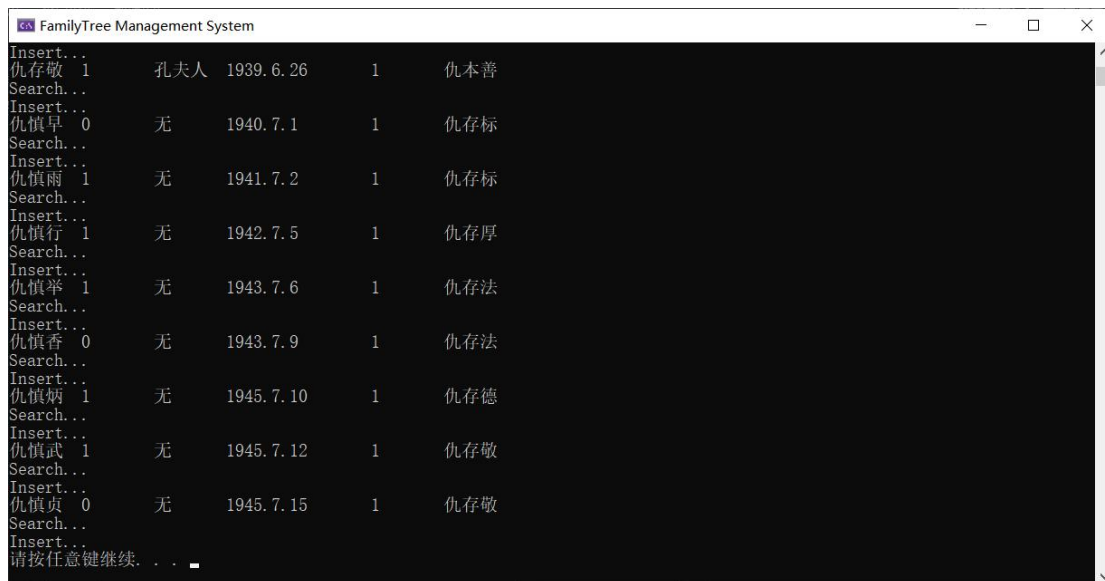 FamilyTree Management System
Insert...
仇存敬 1 孔夫人 1939.6.26 1 仇本善
Search...
Insert...
仇慎早 0 无 1940.7.1 1 仇存标
Search...
Insert...
仇慎雨 1 无 1941.7.2 1 仇存标
Search...
Insert...
仇慎行 1 无 1942.7.5 1 仇存厚
Search...
Insert...
仇慎举 1 无 1943.7.6 1 仇存法
Search...
Insert...
仇慎香 0 无 1943.7.9 1 仇存法
Search...
Insert...
仇慎炳 1 无 1945.7.10 1 仇存德
Search...
Insert...
仇慎武 1 无 1945.7.12 1 仇存敬
Search...
Insert...
仇慎贞 0 无 1945.7.15 1 仇存敬
Search...
Insert...
请按任意键继续. . .